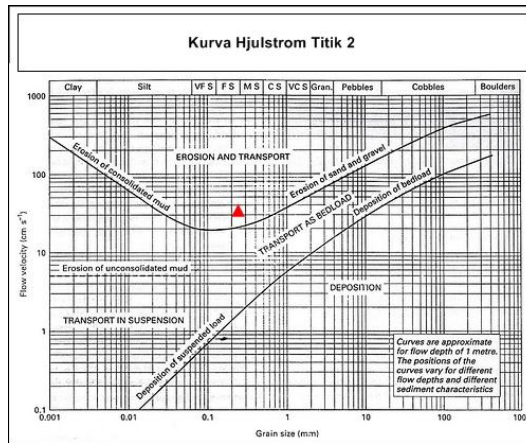 Kurva Hjulstrom Titik 2
Clay Silt VF S F S M S C S VC S Gran. Pebbles Cobbles Boulders
1000
100
10
1
0.1
Flow velocity (cm s⁻¹)
Erosion of consolidated mud
EROSION AND TRANSPORT
Erosion of sand and gravel
TRANSPORT AS BEDLOAD
Deposition of bedload
Erosion of unconsolidated mud
DEPOSITION
TRANSPORT IN SUSPENSION
Deposition of suspended load
Curves are approximate
for flow depth of 1 metre.
The positions of the
curves vary for different
flow depths and different
sediment characteristics
0.001 0.01 0.1 1 10 100 100
Grain size (mm)